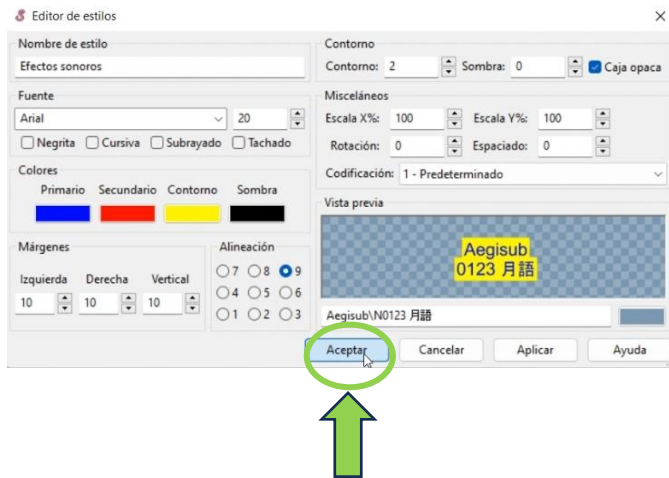 Editor de estilos
Nombre de estilo
Efectos sonoros
Fuente
Arial
20
Negrita Cursiva Subrayado Tachado
Colores
Primario Secundario Contorno Sombra
Márgenes
Izquierda Derecha Vertical
10 10 10
Alineación
7 8 9
4 5 6
1 2 3
Contorno
Contorno: 2 Sombra: 0 Caja opaca
Misceláneos
Escala X%: 100 Escala Y%: 100
Rotación: 0 Espaciado: 0
Codificación: 1 - Predeterminado
Vista previa
Aegisub
0123 月語
Aegisub\N0123 月語
Aceptar Cancelar Aplicar Ayuda